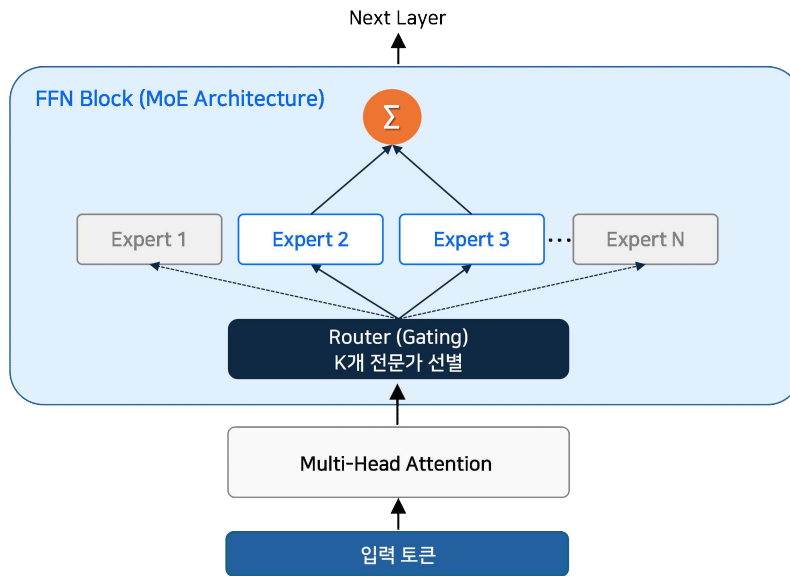 Next Layer
FFN Block (MoE Architecture)
Σ
Expert 1
Expert 2
Expert 3
...
Expert N
Router (Gating)
K개 전문가 선별
Multi-Head Attention
입력 토큰